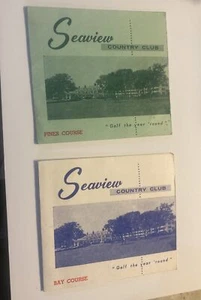 Seaview
COUNTRY CLUB
PINES COURSE
"Golf the year 'round"
Seaview
COUNTRY CLUB
BAY COURSE
"Golf the year 'round"